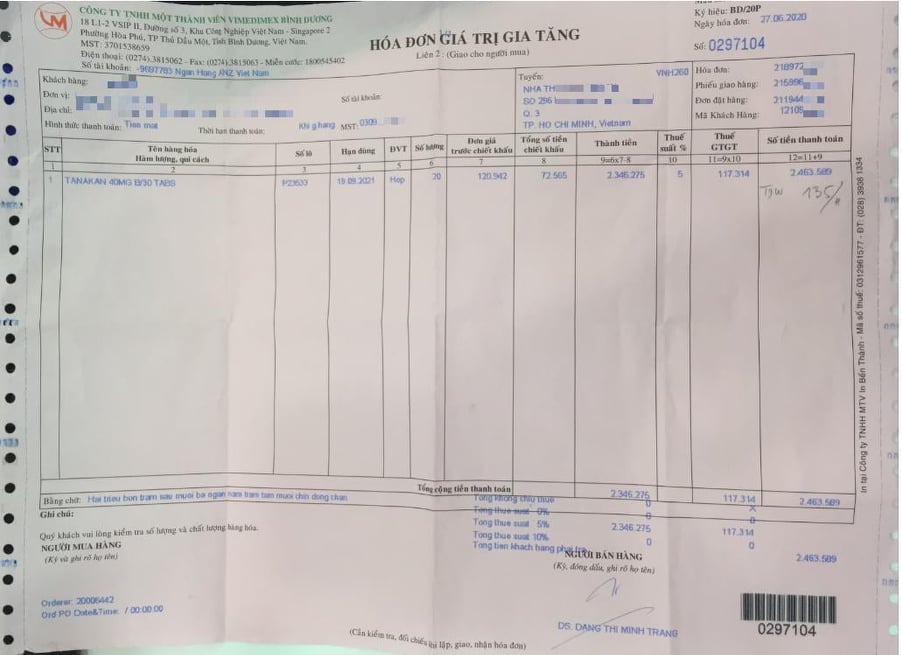 CÔNG TY TNHH MỘT THÀNH VIÊN VIMEDIMEX BÌNH DƯƠNG
18 L1-2 VSIP II, Đường số 3, Khu Công Nghiệp Việt Nam - Singapore 2
Phường Hòa Phú, TP Thủ Dầu Một, Tỉnh Bình Dương, Việt Nam.
MST: 3701538659
Điện thoại: (0274).3815062 - Fax: (0274).3815063 - Miễn cước: 1800545402
Số tài khoản: -9697783 Ngan Hang ANZ Viet Nam
HÓA ĐƠN GIÁ TRỊ GIA TĂNG
Liên 2: (Giao cho người mua)
Ký hiệu: BD/20P
Ngày hóa đơn: 27.06.2020
Số: 0297104
Khách hàng:
Đơn vị:
Số tài khoản:
Địa chỉ:
Hình thức thanh toán: Tien mat
Thời hạn thanh toán: Khi g.hang
MST: 0309
Tuyến: VNH260
NHA TH
SO 296
Q. 3
TP. HO CHI MINH, Vietnam
Hóa đơn: 218972
Phiếu giao hàng: 215996
Đơn đặt hàng: 211944
Mã Khách Hàng: 12105
STT Tên hàng hóa Hàm lượng, qui cách Số lô Hạn dùng ĐVT Số lượng Đơn giá trước chiết khấu Tổng số tiền chiết khấu Thành tiền Thuế suất % Thuế GTGT Số tiền thanh toán
1 2 3 4 5 6 7 8 9=6x7-8 10 11=9x10 12=11+9
1 TANAKAN 40MG B/30 TABS P23533 19.09.2021 Hop 20 120.942 72.565 2.346.275 5 117.314 2.463.589
135/
Tổng cộng tiền thanh toán 2.346.275 117.314 2.463.589
Bằng chữ: Hai trieu bon tram sau muoi ba ngan nam tram tam muoi chin dong chan
Tong khong chiu thue 0 X
Ghi chú:
Tong thue suat 0% 0 0
Tong thue suat 5% 2.346.275 117.314
Tong thue suat 10% 0 0
Tong tien khach hang phai tra 2.463.589
Quý khách vui lòng kiểm tra số lượng và chất lượng hàng hóa.
NGƯỜI MUA HÀNG
(Ký và ghi rõ họ tên)
NGƯỜI BÁN HÀNG
(Ký, đóng dấu, ghi rõ họ tên)
Orderer: 20006442
Ord PO Date&Time: / 00:00:00
DS. DANG THI MINH TRANG
0297104
(Cần kiểm tra, đối chiếu khi lập, giao, nhận hóa đơn)
In tại Công ty TNHH MTV In Bến Thành - Mã số thuế: 0312961577 - ĐT: (028) 3938 1334